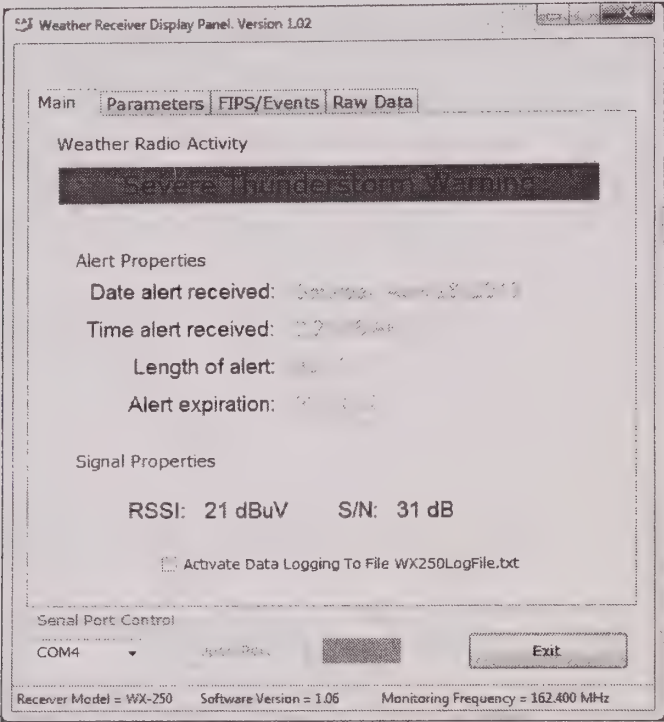 Weather Receiver Display Panel. Version 1.02
Main Parameters FIPS/Events Raw Data
Weather Radio Activity
Severe Thunderstorm Warning
Alert Properties
Date alert received:
Time alert received:
Length of alert:
Alert expiration:
Signal Properties
RSSI: 21 dBuV S/N: 31 dB
Activate Data Logging To File WX250LogFile.txt
Serial Port Control
COM4 Exit
Receiver Model = WX-250 Software Version = 1.06 Monitoring Frequency = 162.400 MHz